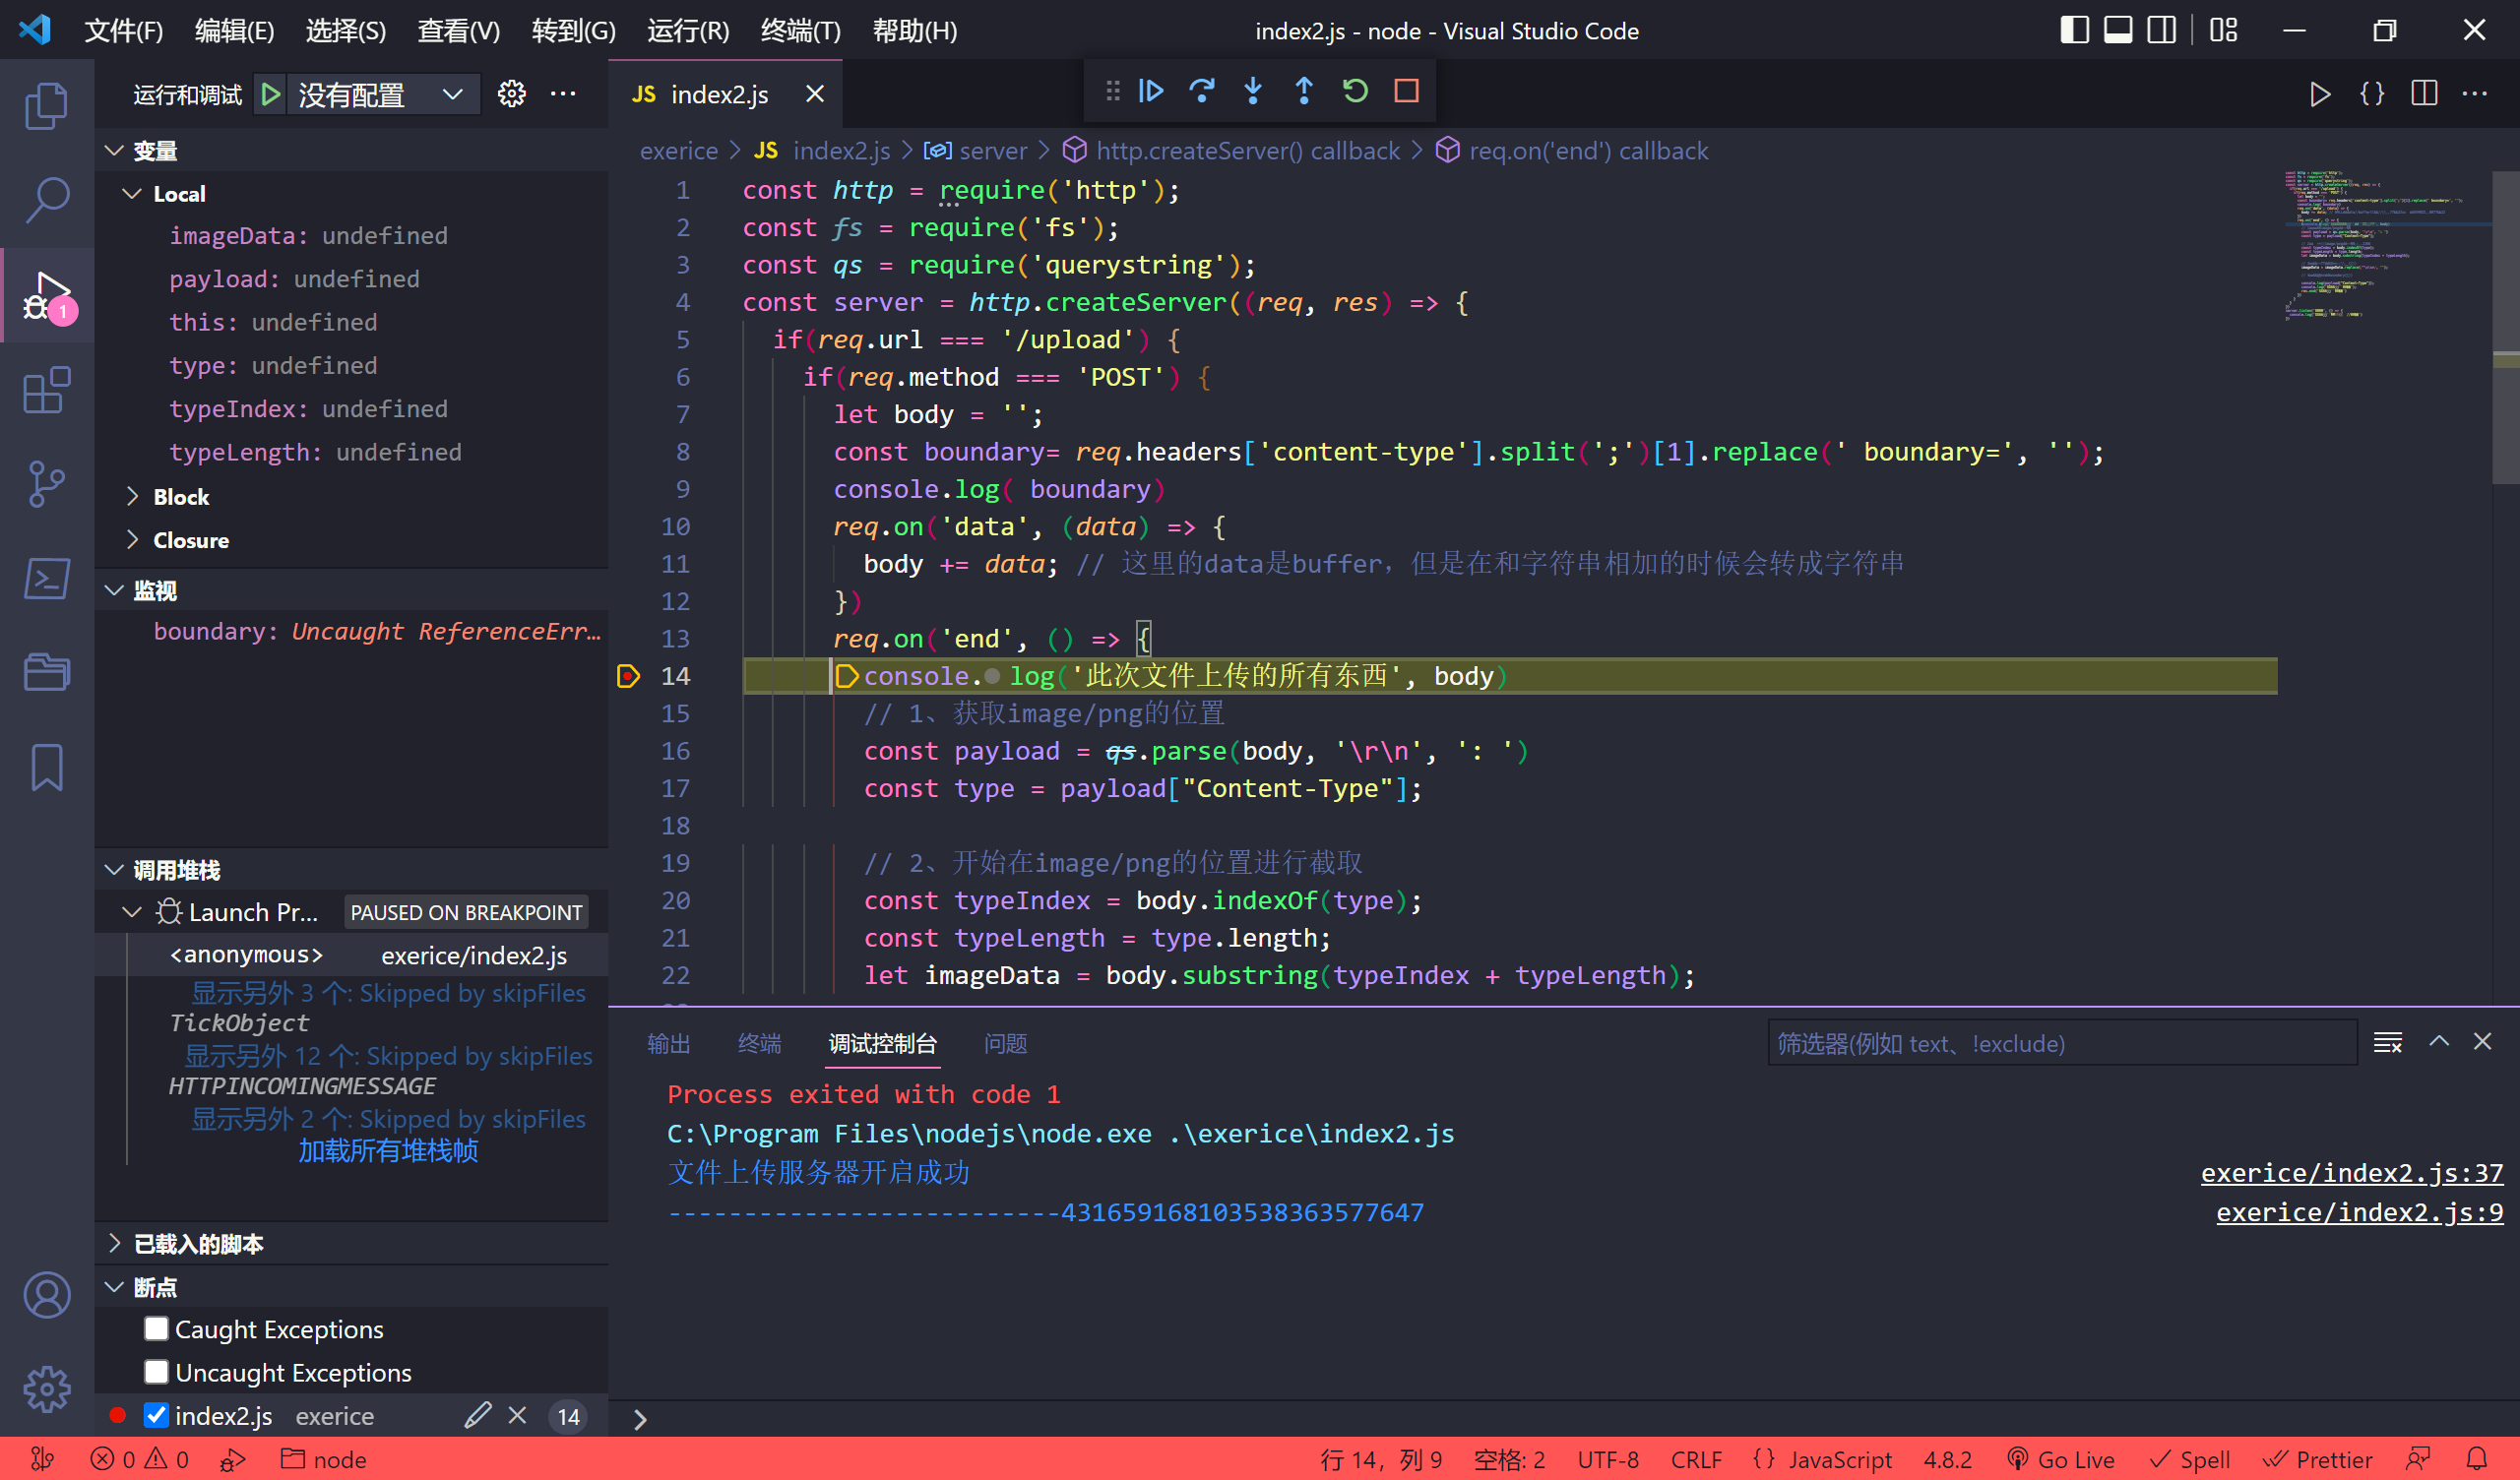 文件(F) 编辑(E) 选择(S) 查看(V) 转到(G) 运行(R) 终端(T) 帮助(H) index2.js - node - Visual Studio Code
运行和调试 没有配置 ···
变量
Local
imageData: undefined
payload: undefined
this: undefined
type: undefined
typeIndex: undefined
typeLength: undefined
Block
Closure
监视
boundary: Uncaught ReferenceErr…
调用堆栈
Launch Pr... PAUSED ON BREAKPOINT
<anonymous> exerice/index2.js
显示另外 3 个: Skipped by skipFiles
TickObject
显示另外 12 个: Skipped by skipFiles
HTTPINCOMINGMESSAGE
显示另外 2 个: Skipped by skipFiles
加载所有堆栈帧
已载入的脚本
断点
Caught Exceptions
Uncaught Exceptions
index2.js exerice 14
1
JS index2.js
exerice > JS index2.js > server > http.createServer() callback > req.on('end') callback
1 const http = require('http');
2 const fs = require('fs');
3 const qs = require('querystring');
4 const server = http.createServer((req, res) => {
5 if(req.url === '/upload') {
6 if(req.method === 'POST') {
7 let body = '';
8 const boundary= req.headers['content-type'].split(';')[1].replace(' boundary=', '');
9 console.log( boundary)
10 req.on('data', (data) => {
11 body += data; // 这里的data是buffer，但是在和字符串相加的时候会转成字符串
12 })
13 req.on('end', () => {
14 console.log('此次文件上传的所有东西', body)
15 // 1、获取image/png的位置
16 const payload = qs.parse(body, '\r\n', ': ')
17 const type = payload["Content-Type"];
18
19 // 2、开始在image/png的位置进行截取
20 const typeIndex = body.indexOf(type);
21 const typeLength = type.length;
22 let imageData = body.substring(typeIndex + typeLength);
输出 终端 调试控制台 问题 筛选器(例如 text、!exclude)
Process exited with code 1
C:\Program Files\nodejs\node.exe .\exerice\index2.js
文件上传服务器开启成功 exerice/index2.js:37
--------------------------431659168103538363577647 exerice/index2.js:9
0 0 node 行 14，列 9 空格: 2 UTF-8 CRLF {} JavaScript 4.8.2 Go Live Spell Prettier